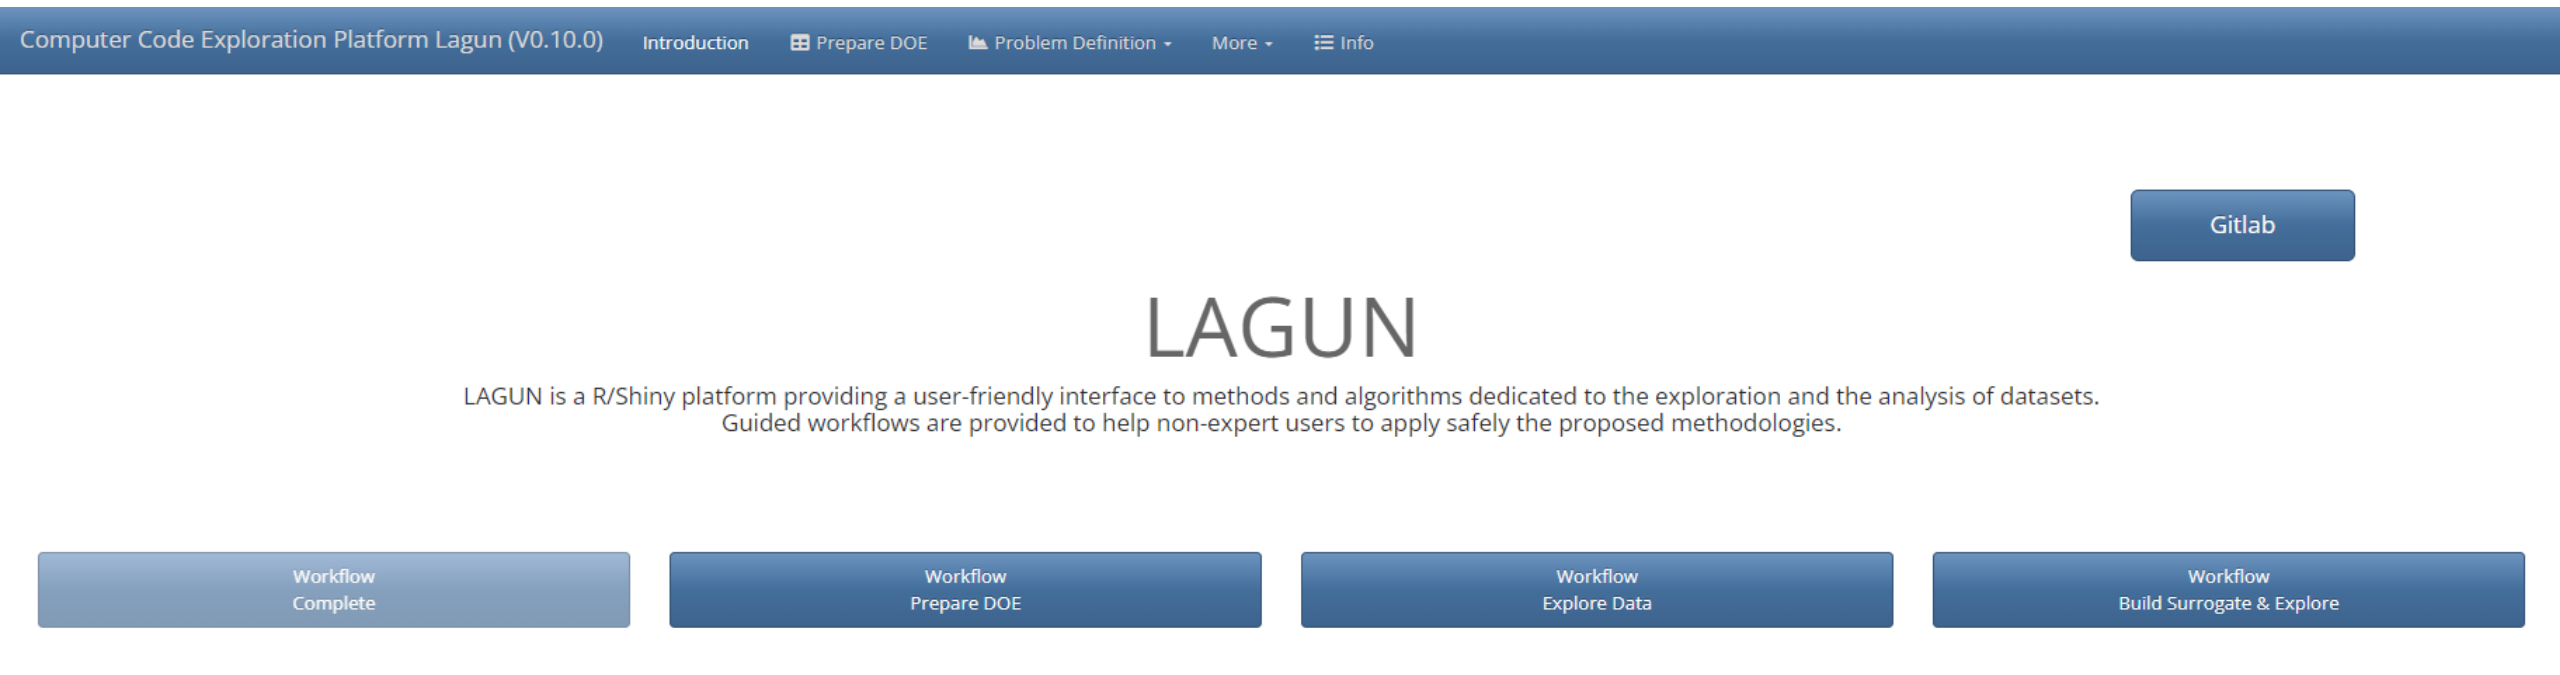 Computer Code Exploration Platform Lagun (V0.10.0) Introduction Prepare DOE Problem Definition More Info
Gitlab
LAGUN
LAGUN is a R/Shiny platform providing a user-friendly interface to methods and algorithms dedicated to the exploration and the analysis of datasets.
Guided workflows are provided to help non-expert users to apply safely the proposed methodologies.
Workflow
Complete
Workflow
Prepare DOE
Workflow
Explore Data
Workflow
Build Surrogate & Explore